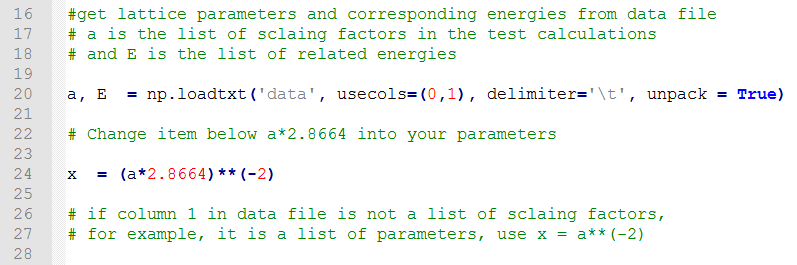 16 #get lattice parameters and corresponding energies from data file
17 # a is the list of sclaing factors in the test calculations
18 # and E is the list of related energies
19
20 a, E  = np.loadtxt('data', usecols=(0,1), delimiter='\t', unpack = True)
21
22 # Change item below a*2.8664 into your parameters
23
24 x  = (a*2.8664)**(-2)
25
26 # if column 1 in data file is not a list of sclaing factors,
27 # for example, it is a list of parameters, use x = a**(-2)
28